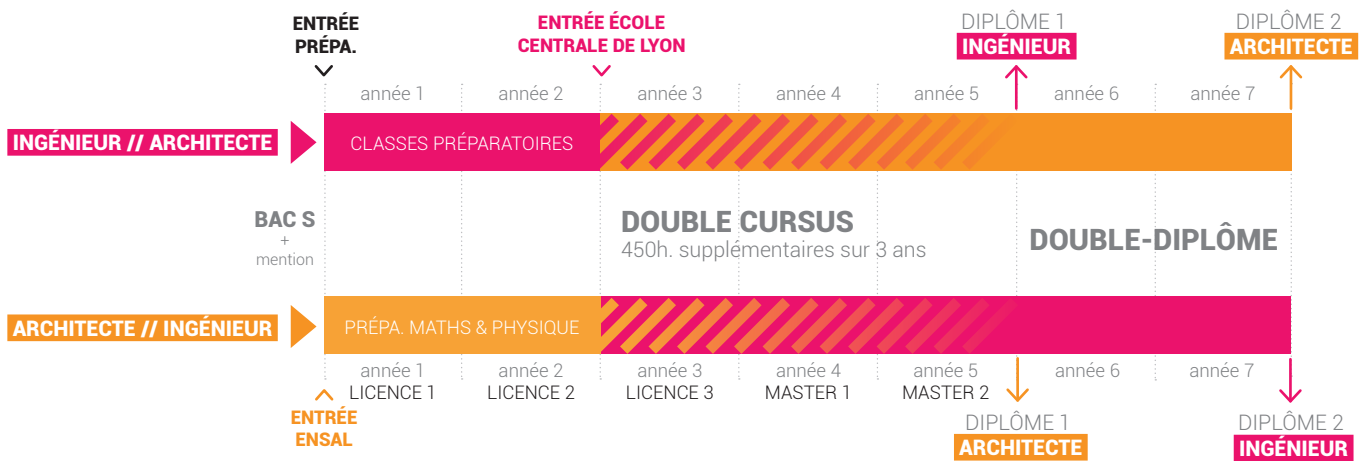 ENTRÉE
PRÉPA.
ENTRÉE ÉCOLE
CENTRALE DE LYON
DIPLÔME 1
INGÉNIEUR
DIPLÔME 2
ARCHITECTE
année 1
année 2
année 3
année 4
année 5
année 6
année 7
INGÉNIEUR // ARCHITECTE
CLASSES PRÉPARATOIRES
BAC S
+
mention
DOUBLE CURSUS
450h. supplémentaires sur 3 ans
DOUBLE-DIPLÔME
ARCHITECTE // INGÉNIEUR
PRÉPA. MATHS & PHYSIQUE
année 1
LICENCE 1
année 2
LICENCE 2
année 3
LICENCE 3
année 4
MASTER 1
année 5
MASTER 2
année 6
année 7
ENTRÉE
ENSAL
DIPLÔME 1
ARCHITECTE
DIPLÔME 2
INGÉNIEUR